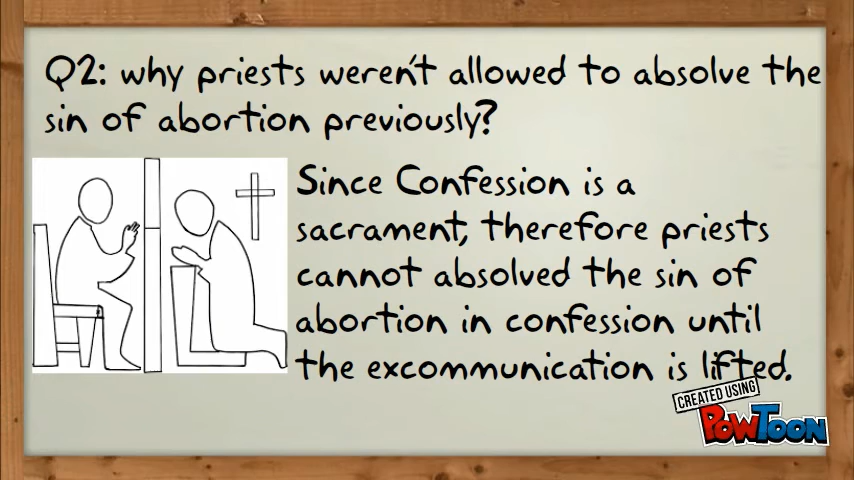 Q2: why priests weren't allowed to absolve the
sin of abortion previously?
Since Confession is a
sacrament, therefore priests
cannot absolved the sin of
abortion in confession until
the excommunication is lifted.
CREATED USING
POWTOON